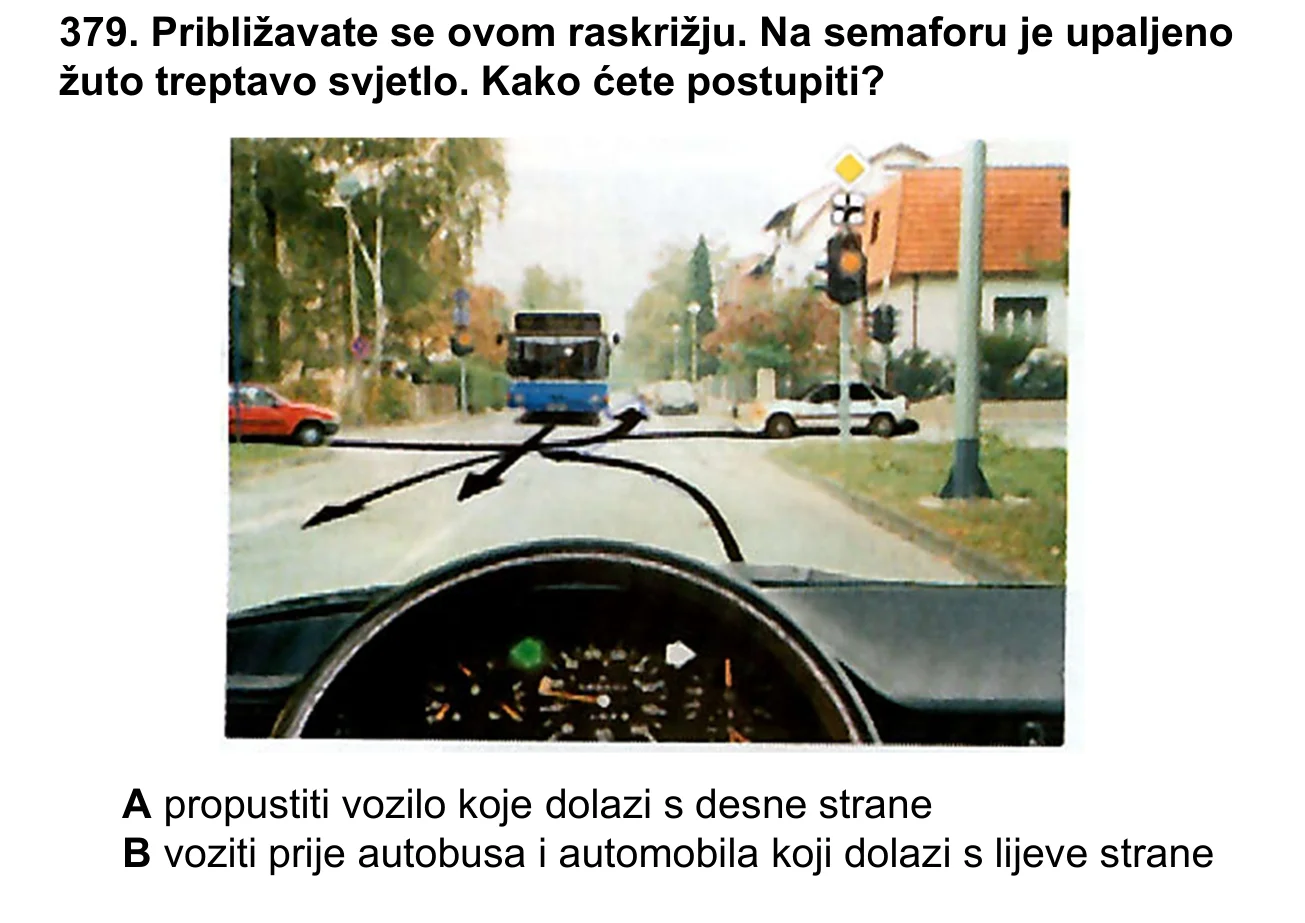 379. Približavate se ovom raskrižju. Na semaforu je upaljeno
žuto treptavo svjetlo. Kako ćete postupiti?
A propustiti vozilo koje dolazi s desne strane
B voziti prije autobusa i automobila koji dolazi s lijeve strane